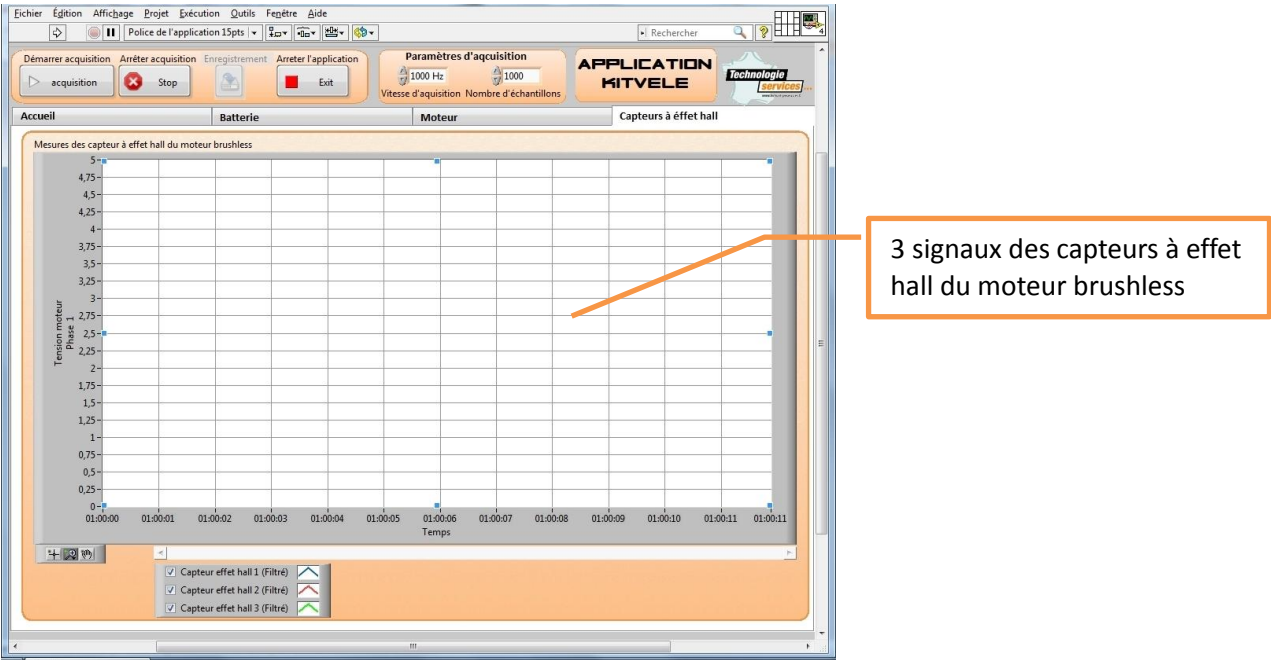 Fichier Édition Affichage Projet Exécution Outils Fenêtre Aide
Police de l'application 15pts
Rechercher
?
4
Démarrer acquisition Arrêter acquisition Enregistrement Arreter l'application
acquisition
Stop
Exit
Paramètres d'aqcuisition
1000 Hz
1000
Vitesse d'aquisition Nombre d'échantillons
APPLICATION
KITVELE
Technologie
services
Accueil
Batterie
Moteur
Capteurs à éffet hall
Mesures des capteur à effet hall du moteur brushless
5
4,75
4,5
4,25
4
3,75
3,5
3,25
3
2,75
2,5
2,25
2
1,75
1,5
1,25
1
0,75
0,5
0,25
0
Tension moteur
Phase 1
01:00:00 01:00:01 01:00:02 01:00:03 01:00:04 01:00:05 01:00:06 01:00:07 01:00:08 01:00:09 01:00:10 01:00:11 01:00:11
Temps
Capteur effet hall 1 (Filtré)
Capteur effet hall 2 (Filtré)
Capteur effet hall 3 (Filtré)
3 signaux des capteurs à effet
hall du moteur brushless